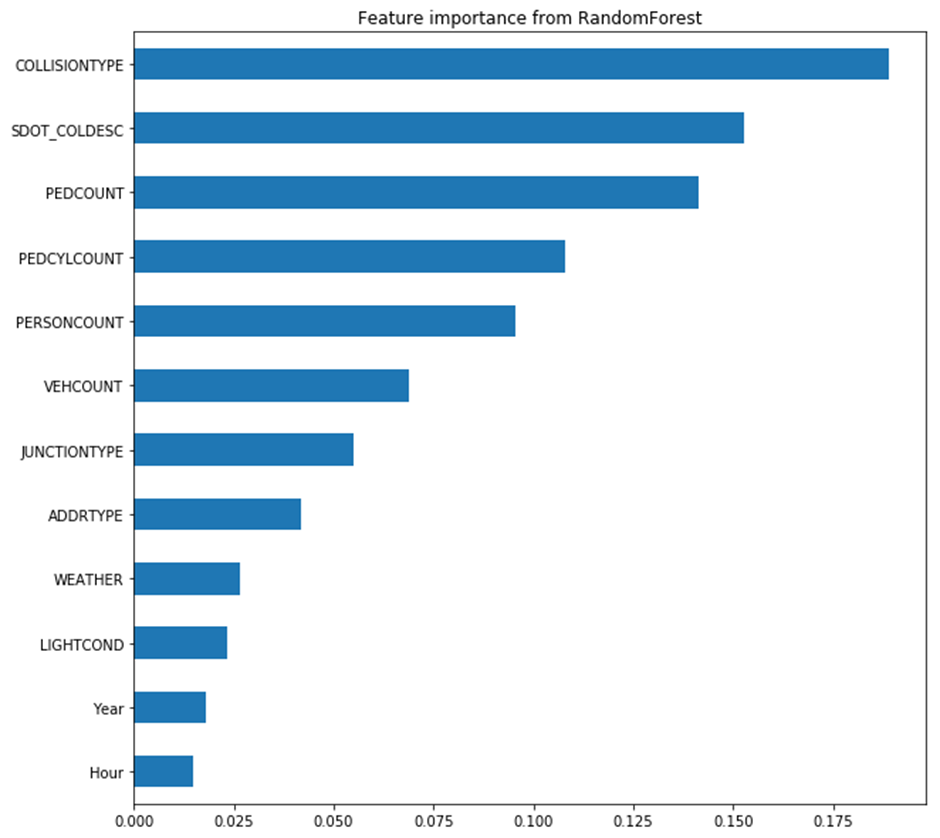 Feature importance from RandomForest
COLLISIONTYPE
SDOT_COLDESC
PEDCOUNT
PEDCYLCOUNT
PERSONCOUNT
VEHCOUNT
JUNCTIONTYPE
ADDRTYPE
WEATHER
LIGHTCOND
Year
Hour
0.000 0.025 0.050 0.075 0.100 0.125 0.150 0.175